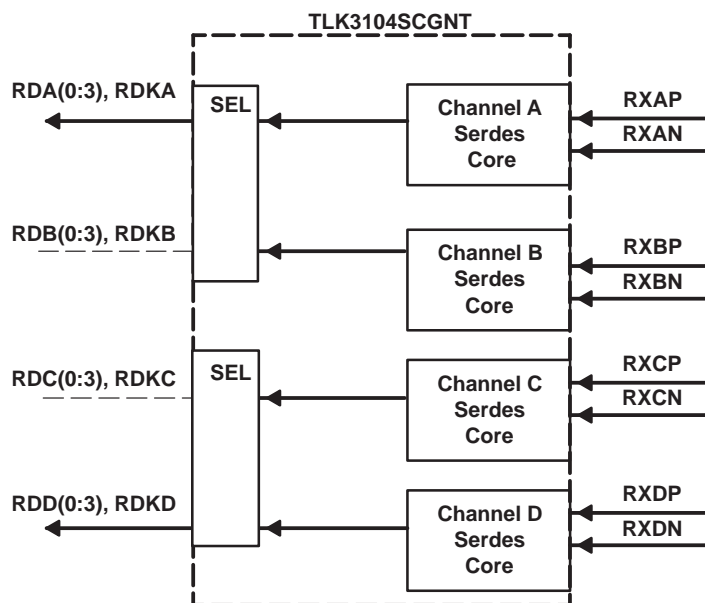 TLK3104SCGNT
RDA(0:3), RDKA
SEL
Channel A
Serdes
Core
RXAP
RXAN
RDB(0:3), RDKB
Channel B
Serdes
Core
RXBP
RXBN
RDC(0:3), RDKC
SEL
Channel C
Serdes
Core
RXCP
RXCN
RDD(0:3), RDKD
Channel D
Serdes
Core
RXDP
RXDN